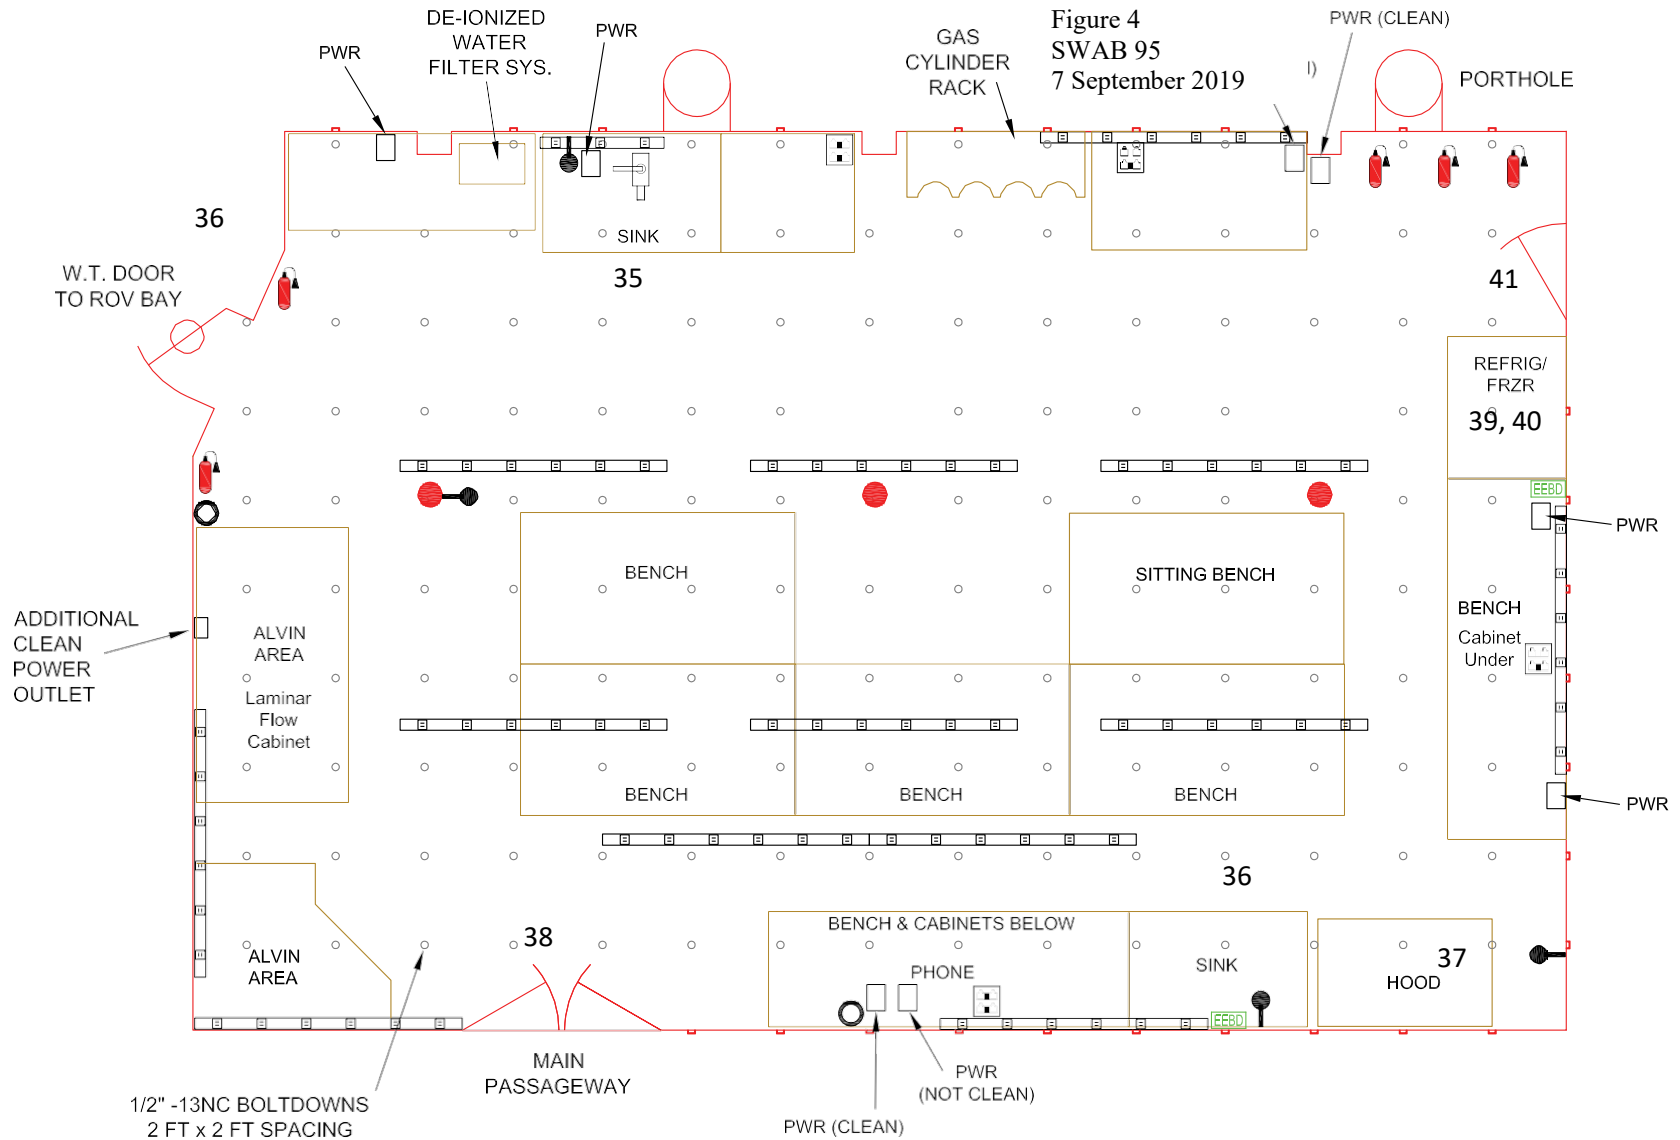 DE-IONIZED
WATER
FILTER SYS.
PWR
PWR
GAS
CYLINDER
RACK
Figure 4
SWAB 95
7 September 2019
PWR (CLEAN)
PORTHOLE
36
SINK
35
W.T. DOOR
TO ROV BAY
41
REFRIG/
FRZR
39, 40
EEBD
PWR
BENCH
SITTING BENCH
ADDITIONAL
CLEAN
POWER
OUTLET
ALVIN
AREA
Laminar
Flow
Cabinet
BENCH
Cabinet
Under
BENCH
BENCH
BENCH
PWR
36
BENCH & CABINETS BELOW
38
37
ALVIN
AREA
PHONE
SINK
HOOD
EEBD
MAIN
PASSAGEWAY
PWR
(NOT CLEAN)
PWR (CLEAN)
1/2" -13NC BOLTDOWNS
2 FT x 2 FT SPACING